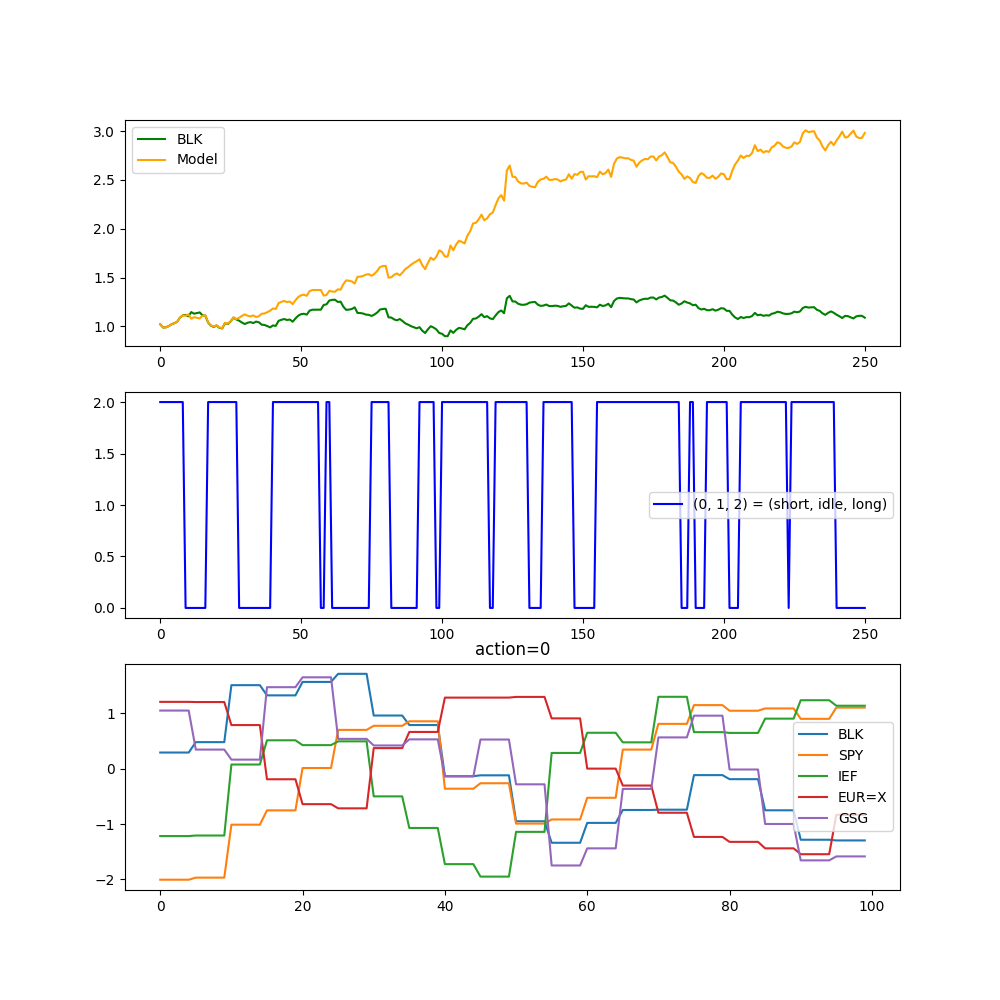 3.0
2.5
2.0
1.5
1.0
BLK
Model
0 50 100 150 200 250
2.0
1.5
1.0
0.5
0.0
(0, 1, 2) = (short, idle, long)
0 50 100 150 200 250
action=0
1
0
−1
−2
BLK
SPY
IEF
EUR=X
GSG
0 20 40 60 80 100